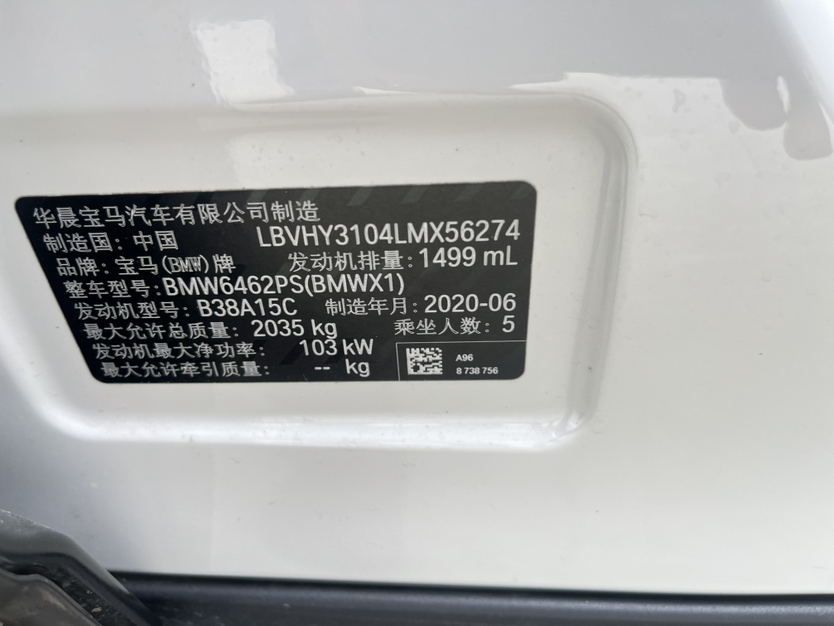 华晨宝马汽车有限公司制造
制造国: 中国 LBVHY3104LMX56274
品牌: 宝马(BMW)牌 发动机排量: 1499 mL
整车型号: BMW6462PS(BMWX1)
发动机型号: B38A15C 制造年月: 2020-06
最大允许总质量: 2035 kg 乘坐人数: 5
发动机最大净功率: 103 kW
最大允许牵引质量: -- kg
A96
8 738 756